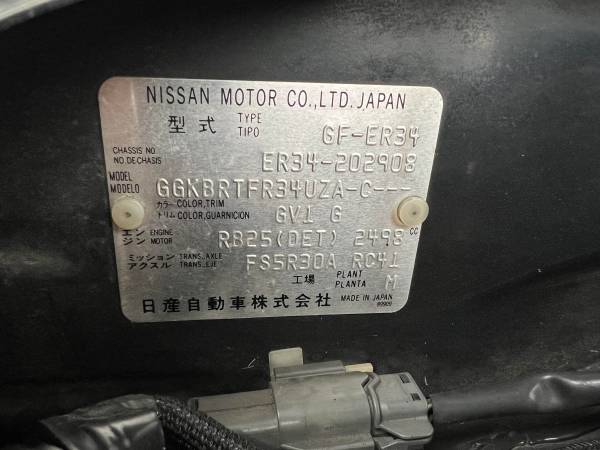 NISSAN MOTOR CO.,LTD. JAPAN
型式 TYPE TIPO GF-ER34
CHASSIS NO. NO. DE CHASIS ER34-202908
MODEL MODELO GGKBRTFR34UZA-C---
カラー COLOR,TRIM トリム COLOR,GUARNICION GV1 G
エンジン ENGINE MOTOR RB25(DET) 2498 CC
ミッション アクスル TRANS.,AXLE TRANS.,EJE FS5R30A RC41
工場 PLANT PLANTA M
日産自動車株式会社 MADE IN JAPAN